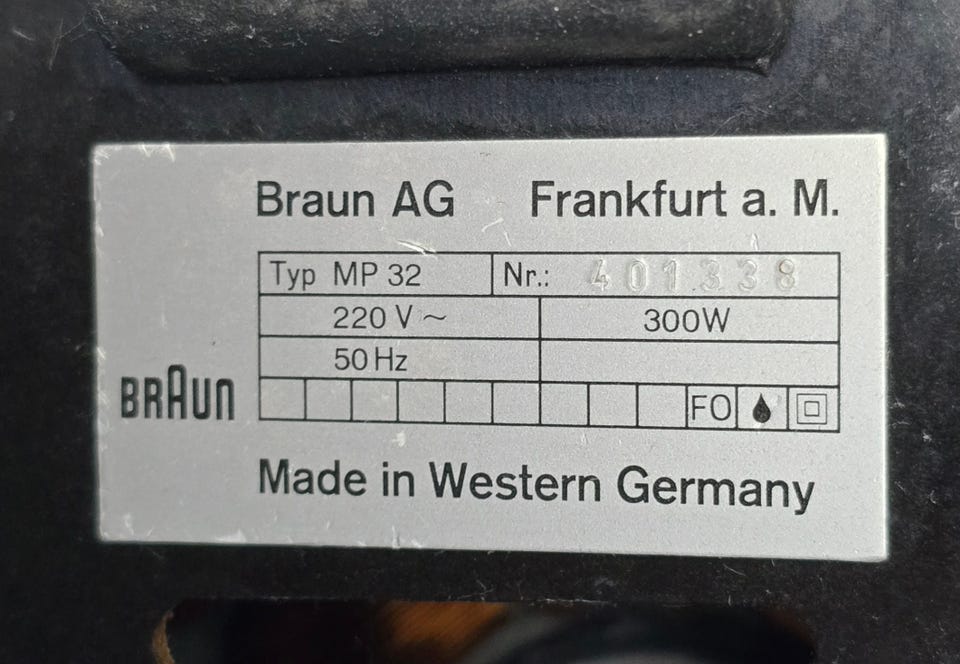 Braun AG Frankfurt a. M.
Typ MP 32 Nr.: 401338
220 V ~ 300W
50 Hz
BRAUN
FO
Made in Western Germany